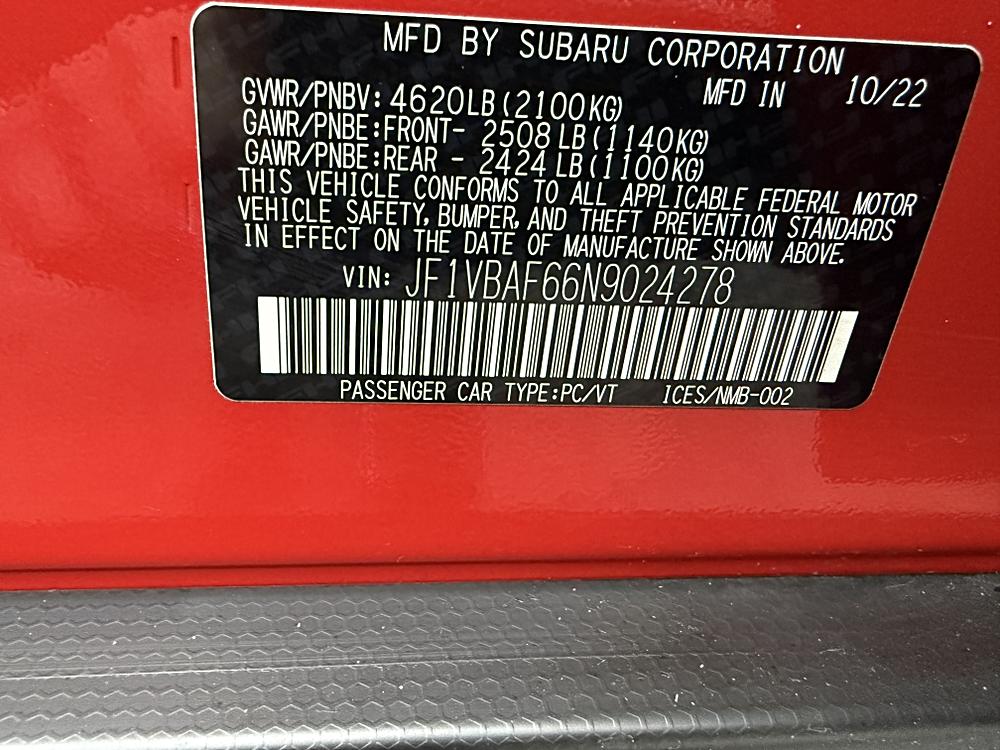 MFD BY SUBARU CORPORATION
MFD IN 10/22
GVWR/PNBV: 4620LB(2100KG)
GAWR/PNBE:FRONT- 2508 LB(1140KG)
GAWR/PNBE:REAR - 2424 LB(1100KG)
THIS VEHICLE CONFORMS TO ALL APPLICABLE FEDERAL MOTOR
VEHICLE SAFETY, BUMPER, AND THEFT PREVENTION STANDARDS
IN EFFECT ON THE DATE OF MANUFACTURE SHOWN ABOVE.
VIN: JF1VBAF66N9024278
PASSENGER CAR TYPE:PC/VT ICES/NMB-002